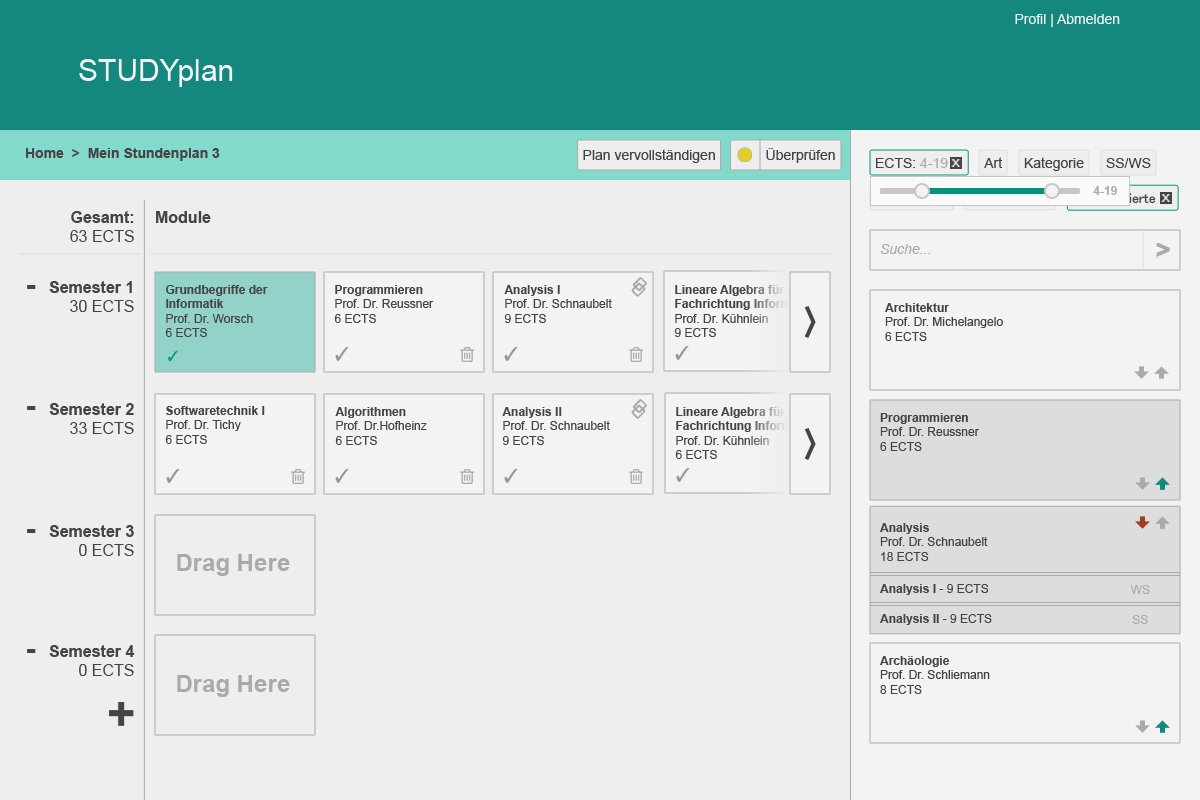 Profil | Abmelden
STUDYplan
Home > Mein Stundenplan 3
Plan vervollständigen
Überprüfen
Gesamt:
63 ECTS
Module
Semester 1
30 ECTS
Grundbegriffe der
Informatik
Prof. Dr. Worsch
6 ECTS
Programmieren
Prof. Dr. Reussner
6 ECTS
Analysis I
Prof. Dr. Schnaubelt
9 ECTS
Lineare Algebra für
Fachrichtung Infor
Prof. Dr. Kühnlein
9 ECTS
Semester 2
33 ECTS
Softwaretechnik I
Prof. Dr. Tichy
6 ECTS
Algorithmen
Prof. Dr.Hofheinz
6 ECTS
Analysis II
Prof. Dr. Schnaubelt
9 ECTS
Lineare Algebra für
Fachrichtung Infor
Prof. Dr. Kühnlein
6 ECTS
Semester 3
0 ECTS
Drag Here
Semester 4
0 ECTS
Drag Here
ECTS: 4-19
Art
Kategorie
SS/WS
4-19
ierte
Suche...
Architektur
Prof. Dr. Michelangelo
6 ECTS
Programmieren
Prof. Dr. Reussner
6 ECTS
Analysis
Prof. Dr. Schnaubelt
18 ECTS
Analysis I - 9 ECTS
WS
Analysis II - 9 ECTS
SS
Archäologie
Prof. Dr. Schliemann
8 ECTS